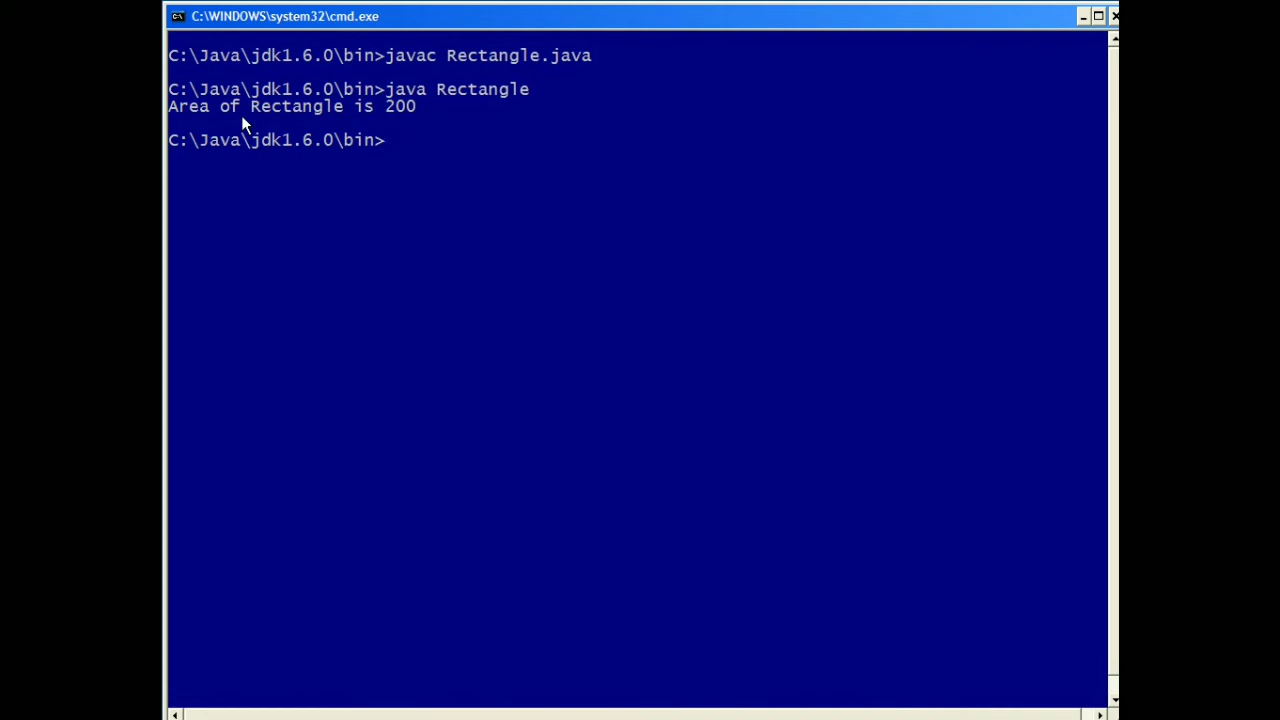 C:\WINDOWS\system32\cmd.exe
C:\Java\jdk1.6.0\bin>javac Rectangle.java
C:\Java\jdk1.6.0\bin>java Rectangle
Area of Rectangle is 200
C:\Java\jdk1.6.0\bin>